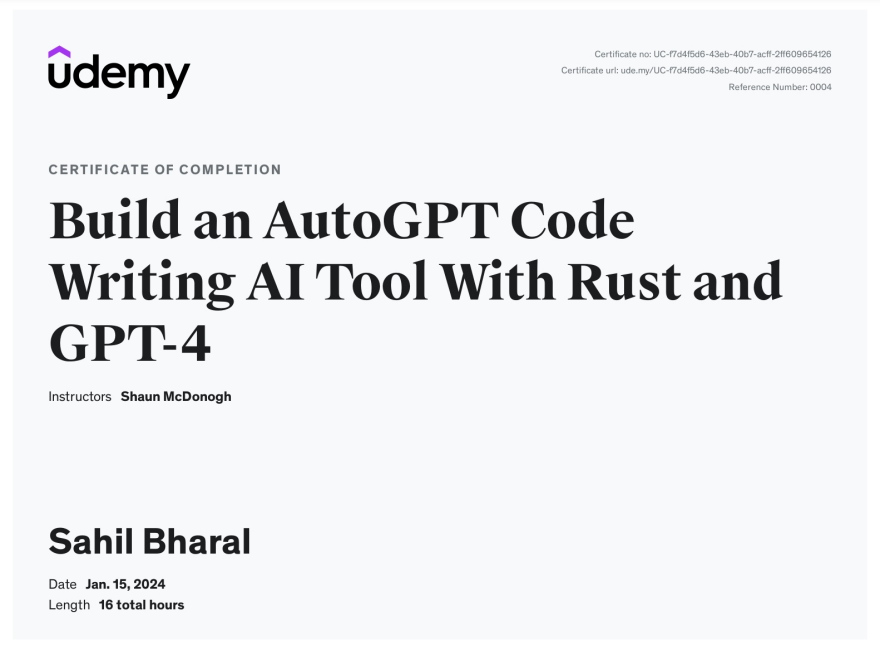 udemy
Certificate no: UC-f7d4f5d6-43eb-40b7-acff-2ff609654126
Certificate url: ude.my/UC-f7d4f5d6-43eb-40b7-acff-2ff609654126
Reference Number: 0004
CERTIFICATE OF COMPLETION
Build an AutoGPT Code
Writing AI Tool With Rust and
GPT-4
Instructors Shaun McDonogh
Sahil Bharal
Date Jan. 15, 2024
Length 16 total hours